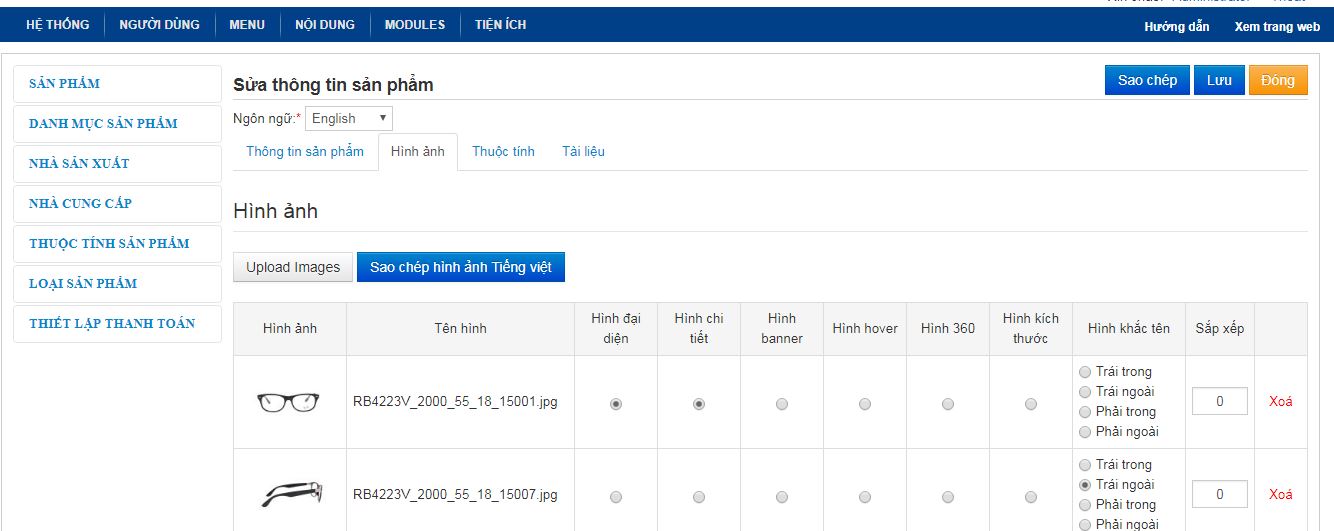 HỆ THỐNG NGƯỜI DÙNG MENU NỘI DUNG MODULES TIỆN ÍCH Hướng dẫn Xem trang web
SẢN PHẨM
DANH MỤC SẢN PHẨM
NHÀ SẢN XUẤT
NHÀ CUNG CẤP
THUỘC TÍNH SẢN PHẨM
LOẠI SẢN PHẨM
THIẾT LẬP THANH TOÁN
Sửa thông tin sản phẩm Sao chép Lưu Đóng
Ngôn ngữ:* English
Thông tin sản phẩm Hình ảnh Thuộc tính Tài liệu
Hình ảnh
Upload Images Sao chép hình ảnh Tiếng việt
Hình ảnh Tên hình Hình đại diện Hình chi tiết Hình banner Hình hover Hình 360 Hình kích thước Hình khắc tên Sắp xếp
RB4223V_2000_55_18_15001.jpg
Trái trong
Trái ngoài
Phải trong
Phải ngoài
0 Xoá
RB4223V_2000_55_18_15007.jpg
Trái trong
Trái ngoài
Phải trong
Phải ngoài
0 Xoá